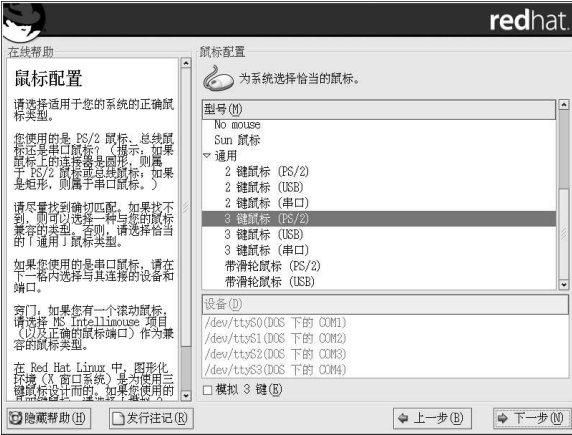 redhat.
在线帮助
鼠标配置
请选择适用于您的系统的正确鼠
标类型。
您使用的是 PS/2 鼠标、总线鼠
标还是串口鼠标? (提示: 如果
鼠标上的连接器是圆形, 则属
于 PS/2 鼠标或总线鼠标; 如果
是矩形, 则属于串口鼠标。)
请尽量找到确切匹配。如果找不
到, 则可以选择一种与您的鼠标
兼容的类型。否则, 请选择恰当
的「通用」鼠标类型。
如果您使用的是串口鼠标, 请在
下一格内选择与其连接的设备和
端口。
窍门: 如果您有一个滚动鼠标,
请选择 MS Intellimouse 项目
(以及正确的鼠标端口) 作为兼
容的鼠标类型。
在 Red Hat Linux 中, 图形化
环境 (X 窗口系统) 是为使用三
键鼠标设计而的。如果您使用的
鼠标配置
为系统选择恰当的鼠标。
型号(M)
No mouse
Sun 鼠标
通用
2 键鼠标 (PS/2)
2 键鼠标 (USB)
2 键鼠标 (串口)
3 键鼠标 (PS/2)
3 键鼠标 (USB)
3 键鼠标 (串口)
带滑轮鼠标 (PS/2)
带滑轮鼠标 (USB)
设备(D)
/dev/ttyS0(DOS 下的 COM1)
/dev/ttyS1(DOS 下的 COM2)
/dev/ttyS2(DOS 下的 COM3)
/dev/ttyS3(DOS 下的 COM4)
模拟 3 键(E)
隐藏帮助(H)
发行注记(R)
上一步(B)
下一步(N)